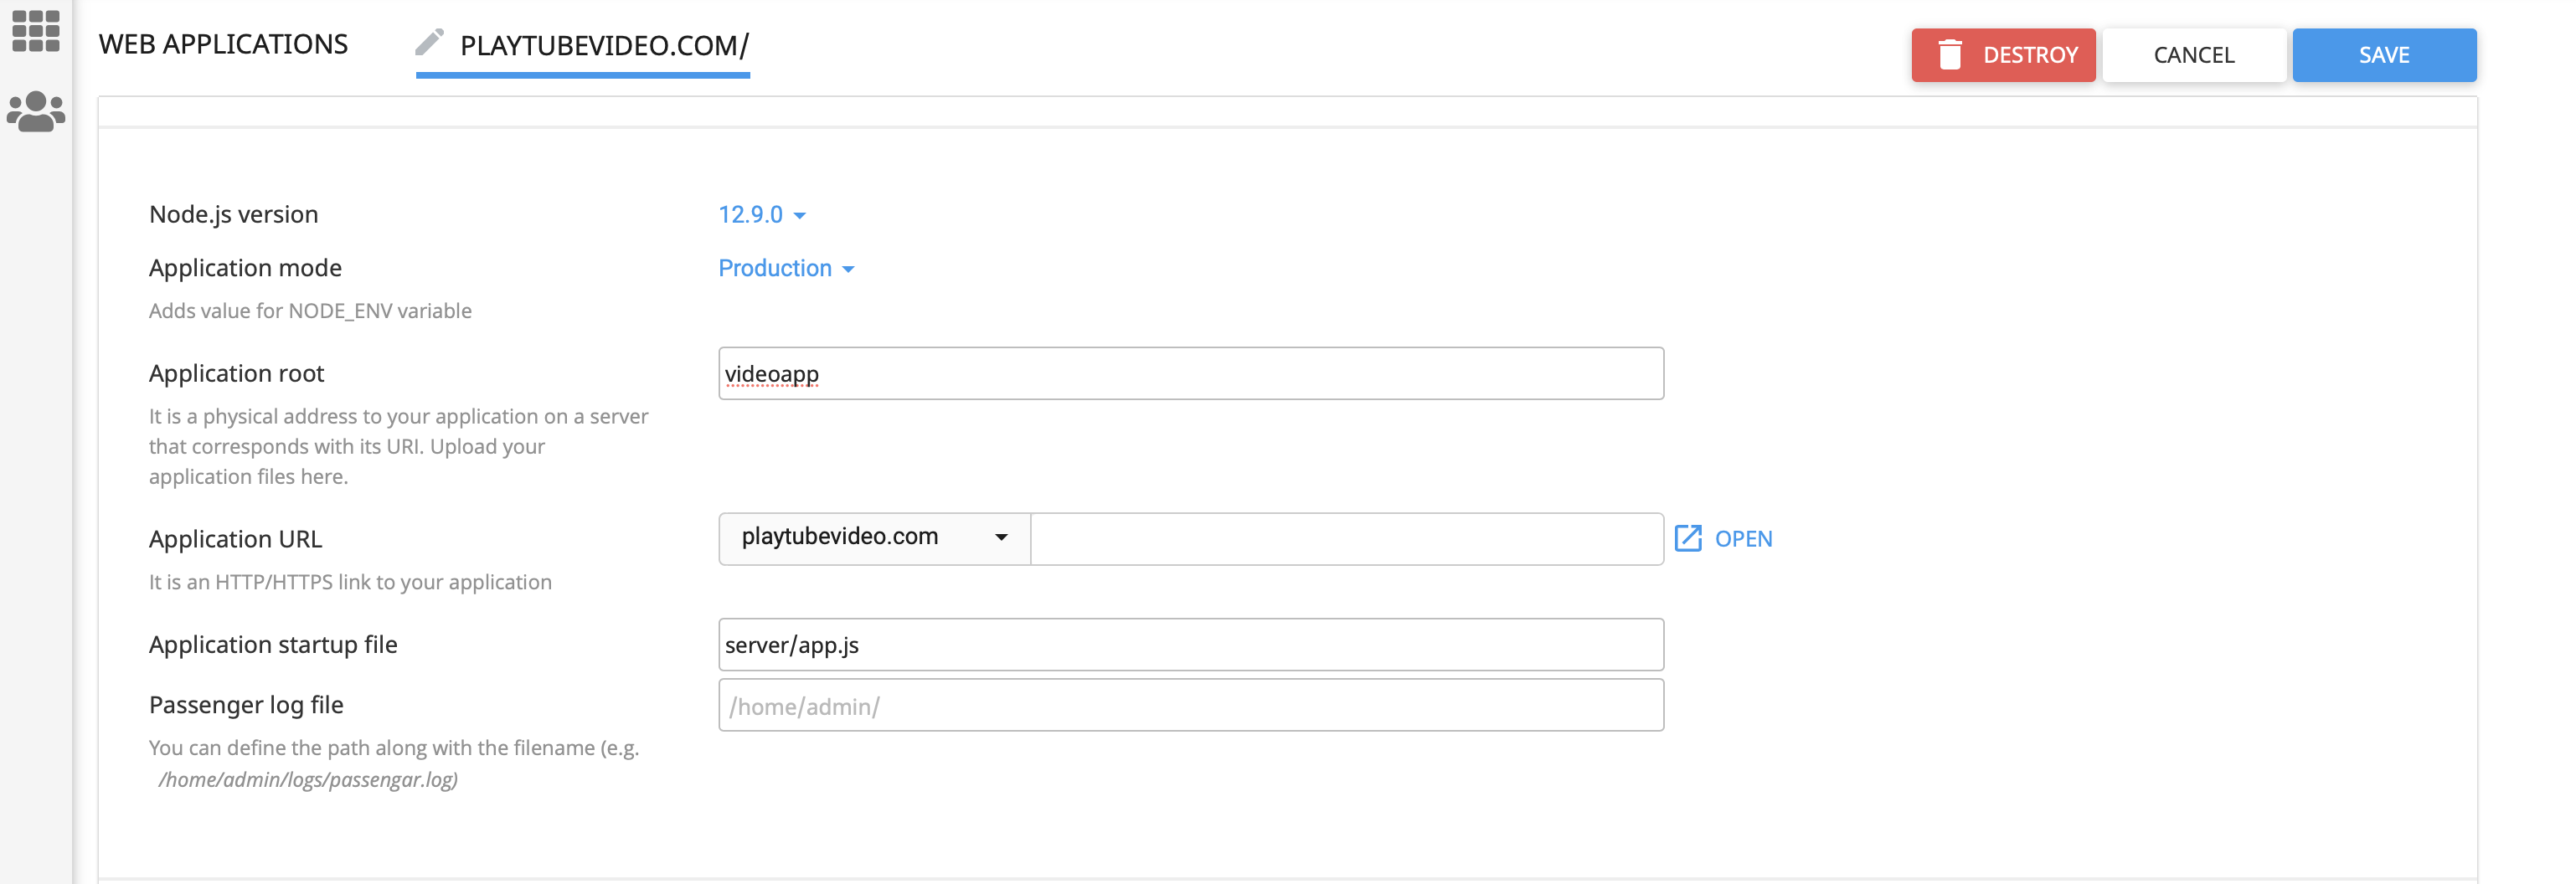 WEB APPLICATIONS
PLAYTUBEVIDEO.COM/
DESTROY
CANCEL
SAVE
Node.js version
12.9.0
Application mode
Production
Adds value for NODE_ENV variable
Application root
videoapp
It is a physical address to your application on a server
that corresponds with its URI. Upload your
application files here.
Application URL
playtubevideo.com
OPEN
It is an HTTP/HTTPS link to your application
Application startup file
server/app.js
Passenger log file
/home/admin/
You can define the path along with the filename (e.g.
/home/admin/logs/passengar.log)